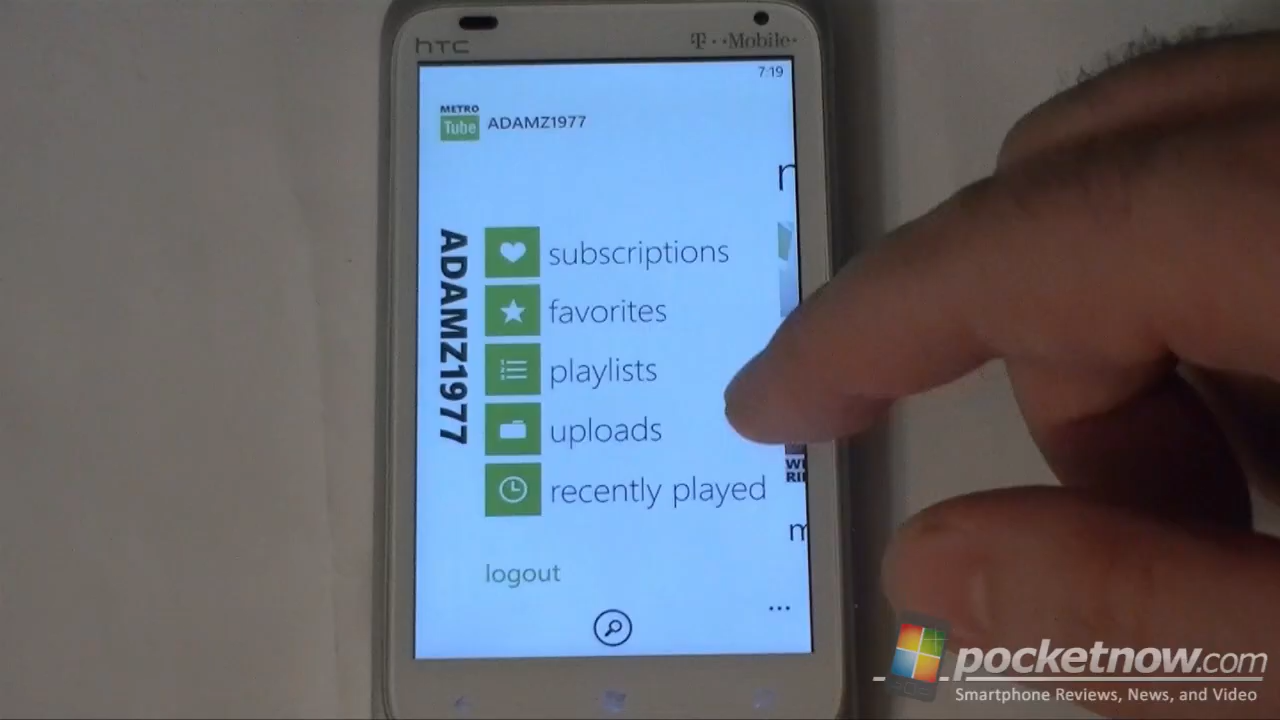 hTC
T··Mobile·
7:19
METRO
Tube
ADAMZ1977
ADAMZ1977
subscriptions
favorites
playlists
uploads
recently played
logout
pocketnow.com
Smartphone Reviews, News, and Video